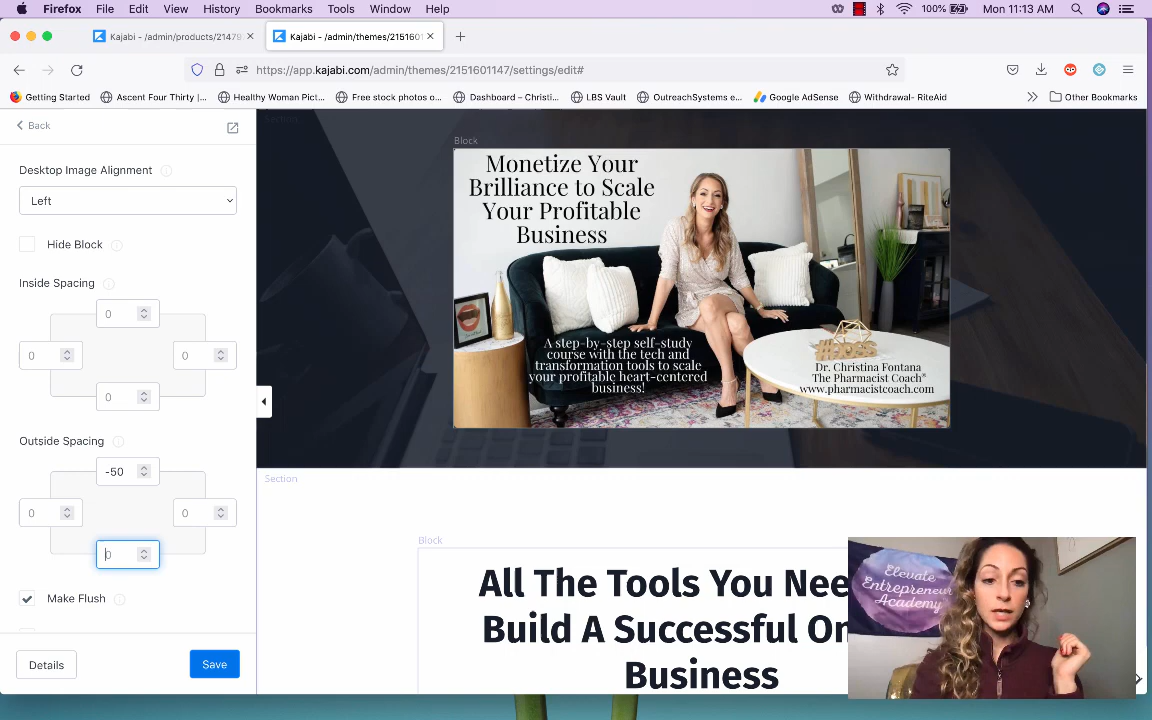 Firefox File Edit View History Bookmarks Tools Window Help 100% Mon 11:13 AM
Kajabi - /admin/products/21479
Kajabi - /admin/themes/2151601
https://app.kajabi.com/admin/themes/2151601147/settings/edit#
Getting Started Ascent Four Thirty |... Healthy Woman Pict... Free stock photos o... Dashboard – Christi... LBS Vault OutreachSystems e... Google AdSense Withdrawal- RiteAid Other Bookmarks
Back
Desktop Image Alignment
Left
Hide Block
Inside Spacing
0
0 0
0
Outside Spacing
-50
0 0
0
Make Flush
Details Save
Section
Block
Monetize Your
Brilliance to Scale
Your Profitable
Business
A step-by-step self-study
course with the tech and
transformation tools to scale
your profitable heart-centered
business!
Dr. Christina Fontana
The Pharmacist Coach®
www.pharmacistcoach.com
Section
Block
All The Tools You Nee
Build A Successful On
Business
Elevate
Entrepreneur
Academy